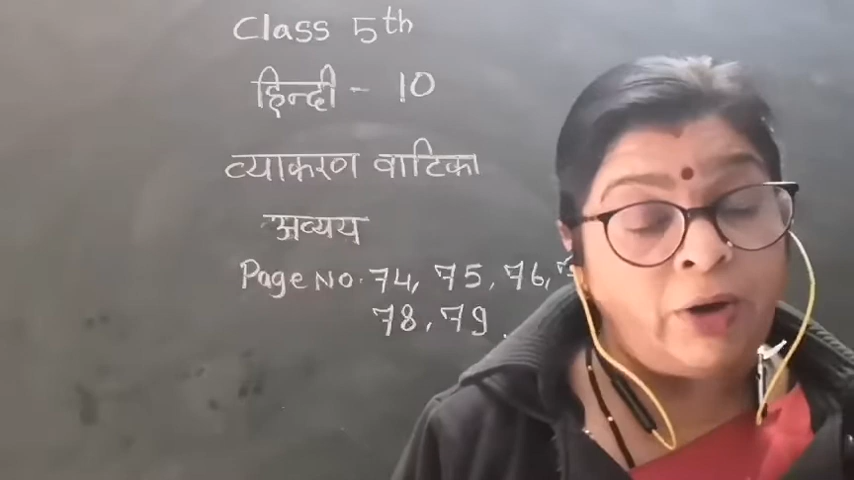 Class 5th
हिन्दी - 10
व्याकरण वाटिका
अव्यय
Page No. 74, 75, 76,
78, 79.